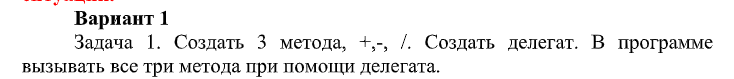 Вариант 1
Задача 1. Создать 3 метода, +,-, /. Создать делегат. В программе
вызывать все три метода при помощи делегата.